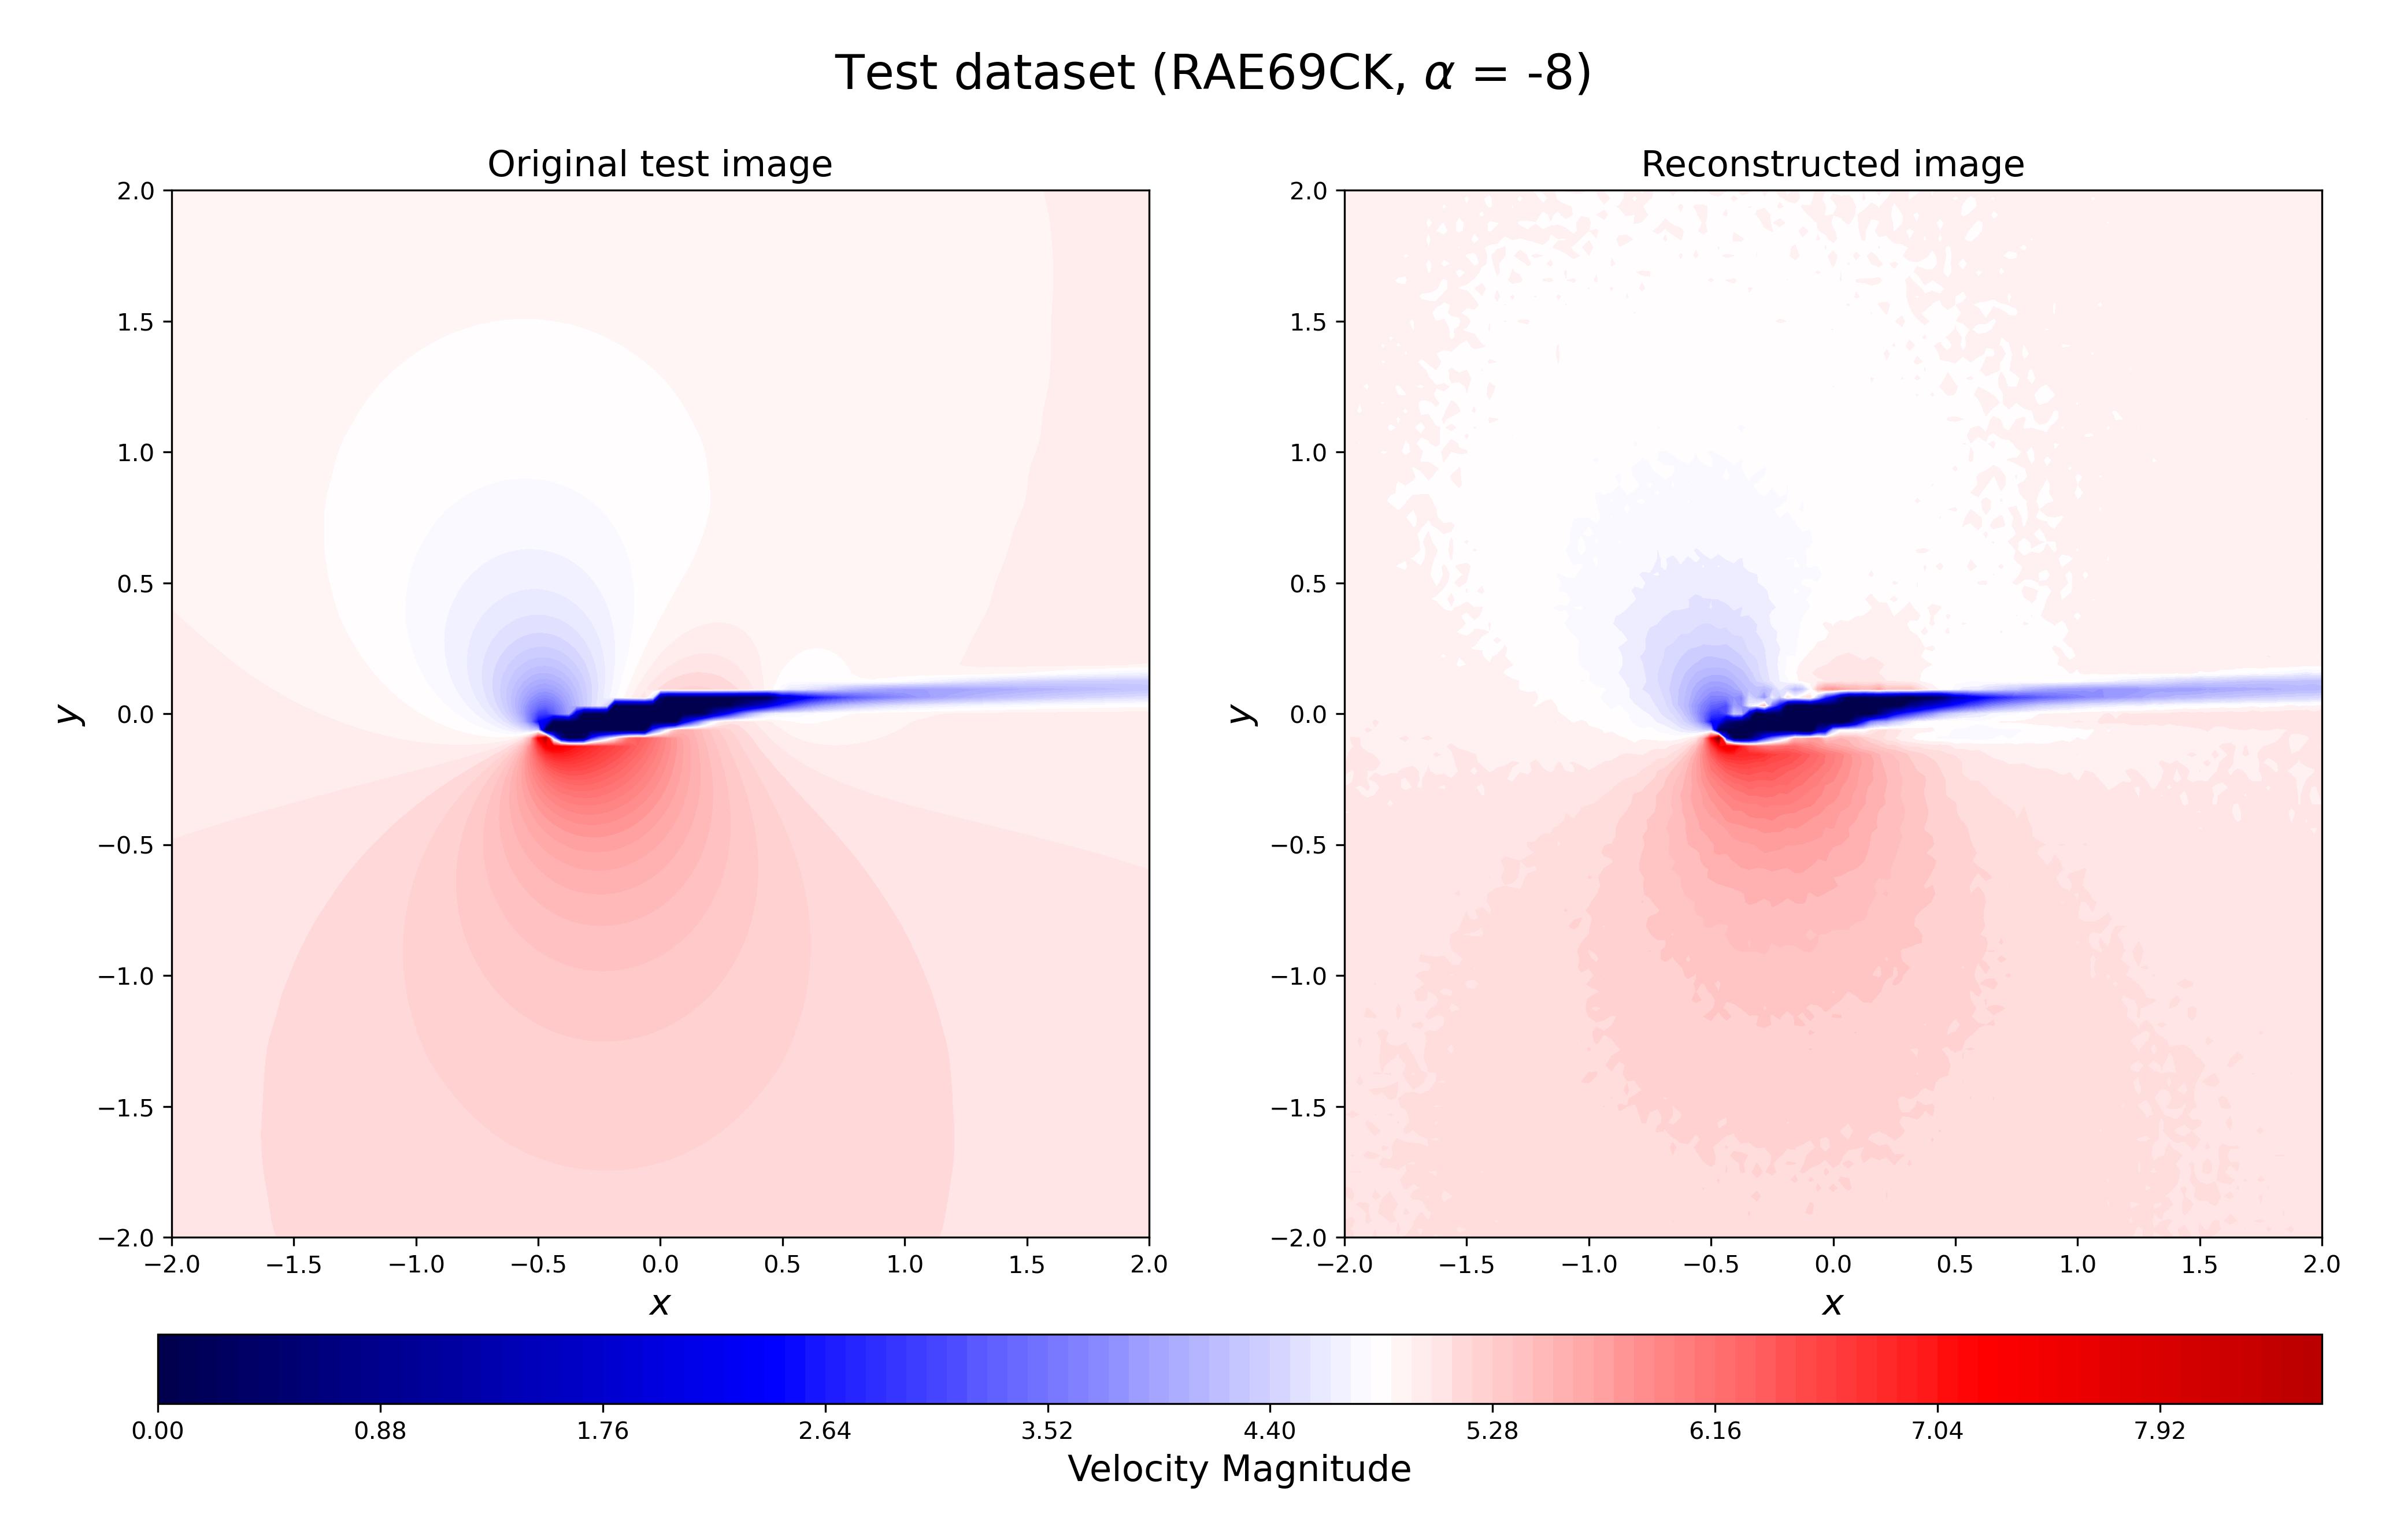 Test dataset (RAE69CK, α = -8)
Original test image
Reconstructed image
2.0
1.5
1.0
0.5
0.0
−0.5
−1.0
−1.5
−2.0
y
−2.0 −1.5 −1.0 −0.5 0.0 0.5 1.0 1.5 2.0
x
2.0
1.5
1.0
0.5
0.0
−0.5
−1.0
−1.5
−2.0
y
−2.0 −1.5 −1.0 −0.5 0.0 0.5 1.0 1.5 2.0
x
0.00 0.88 1.76 2.64 3.52 4.40 5.28 6.16 7.04 7.92
Velocity Magnitude